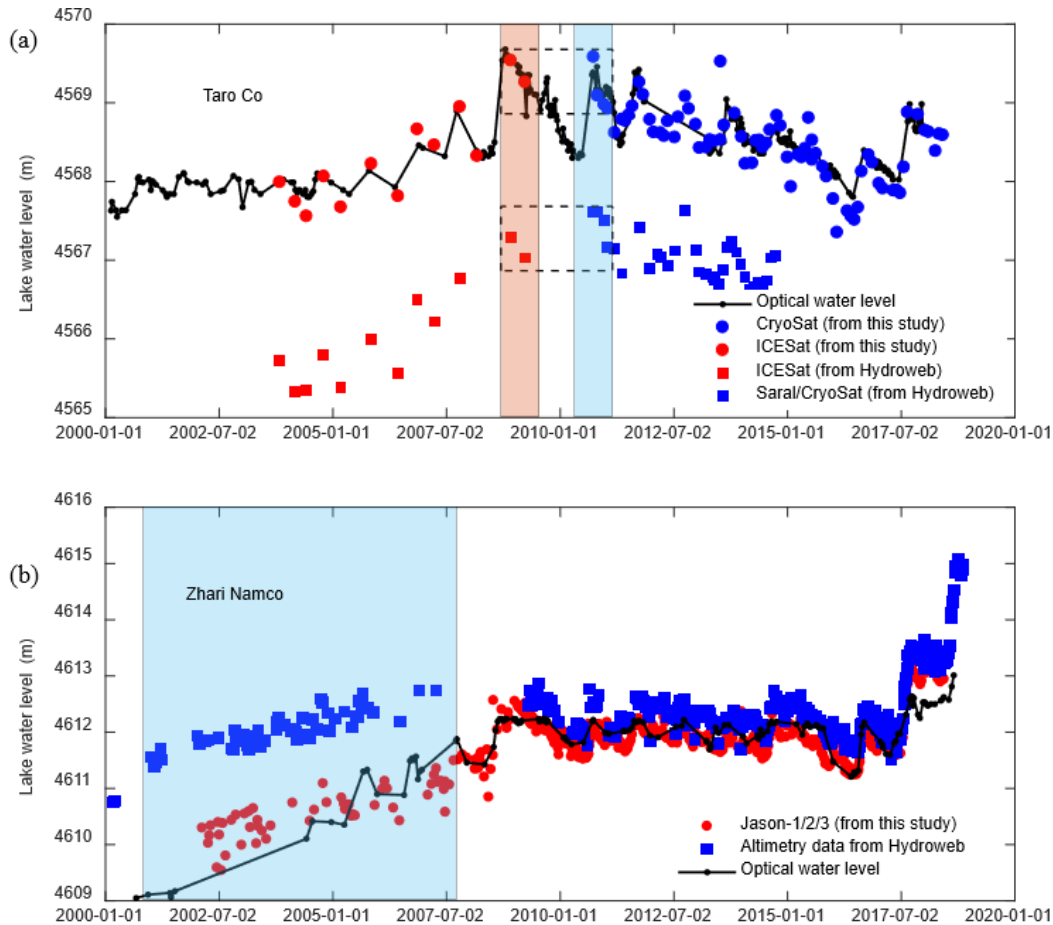 (a)
Lake water level (m)
4570
4569
4568
4567
4566
4565
Taro Co
Optical water level
CryoSat (from this study)
ICESat (from this study)
ICESat (from Hydroweb)
Saral/CryoSat (from Hydroweb)
2000-01-01 2002-07-02 2005-01-01 2007-07-02 2010-01-01 2012-07-02 2015-01-01 2017-07-02 2020-01-01
(b)
Lake water level (m)
4616
4615
4614
4613
4612
4611
4610
4609
Zhari Namco
Jason-1/2/3 (from this study)
Altimetry data from Hydroweb
Optical water level
2000-01-01 2002-07-02 2005-01-01 2007-07-02 2010-01-01 2012-07-02 2015-01-01 2017-07-02 2020-01-01